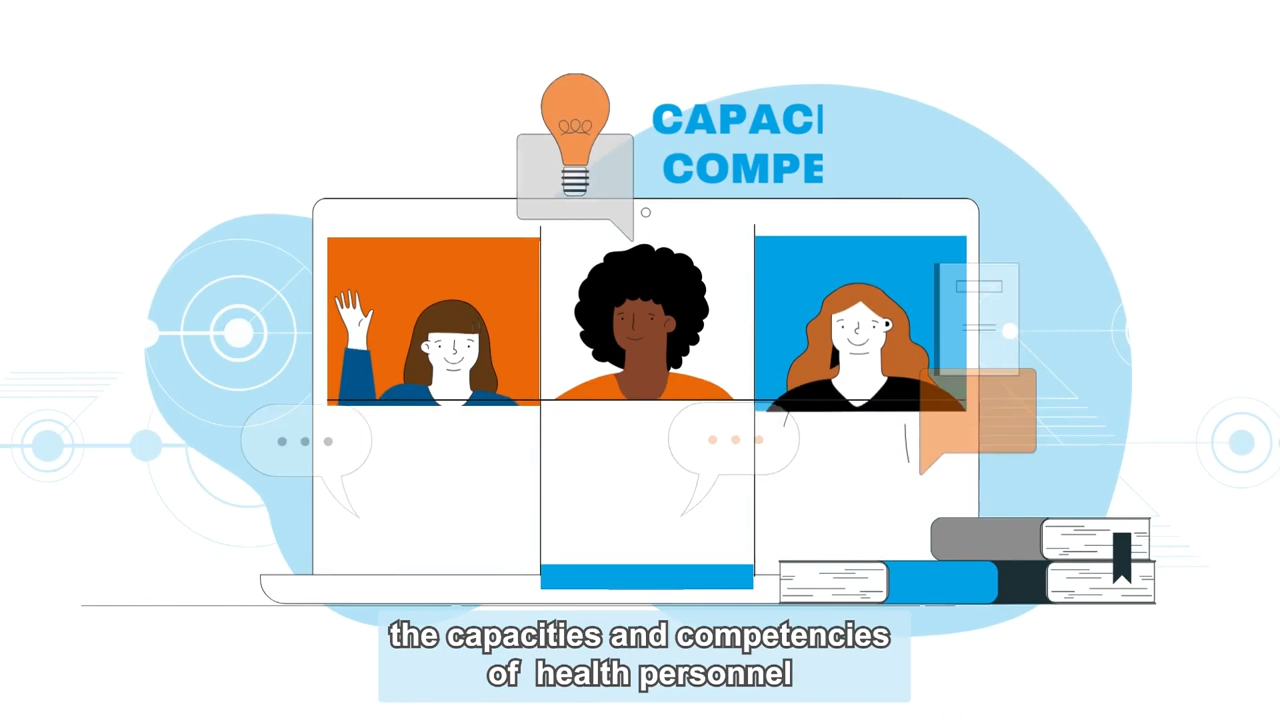 CAPACI
COMPE
the capacities and competencies
of health personnel